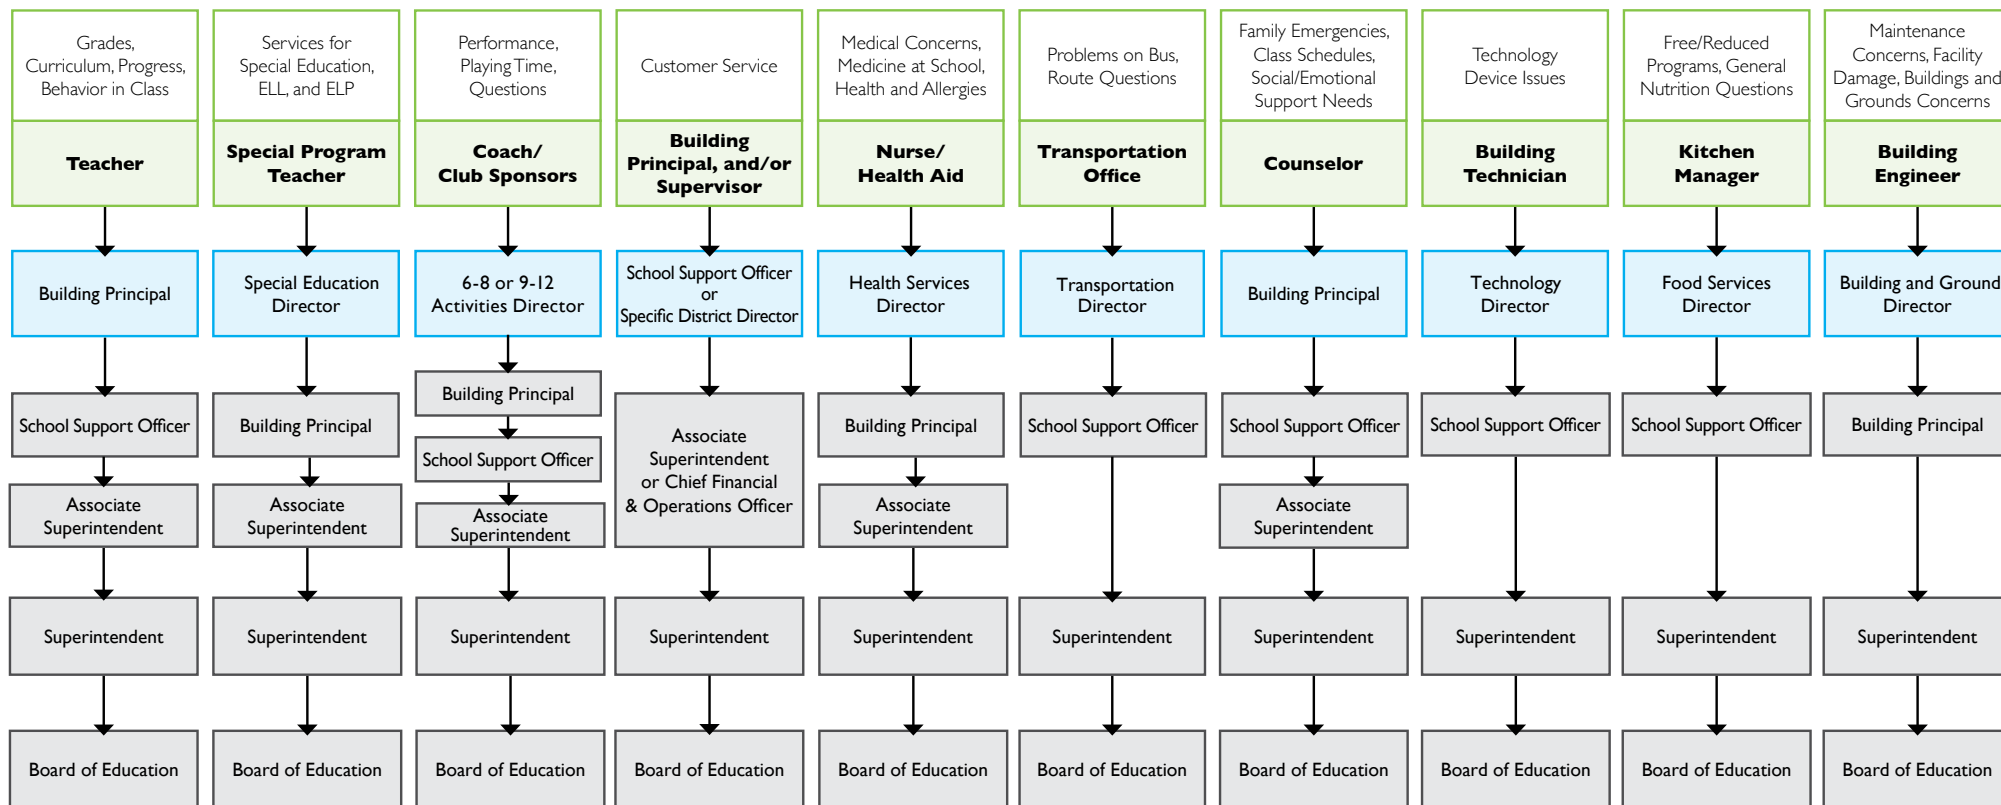 Grades,
Curriculum, Progress,
Behavior in Class
Teacher
Building Principal
School Support Officer
Associate
Superintendent
Superintendent
Board of Education
Services for
Special Education,
ELL, and ELP
Special Program
Teacher
Special Education
Director
Building Principal
Associate
Superintendent
Superintendent
Board of Education
Performance,
Playing Time,
Questions
Coach/
Club Sponsors
6-8 or 9-12
Activities Director
Building Principal
School Support Officer
Associate
Superintendent
Superintendent
Board of Education
Customer Service
Building
Principal, and/or
Supervisor
School Support Officer
or
Specific District Director
Associate
Superintendent
or Chief Financial
& Operations Officer
Superintendent
Board of Education
Medical Concerns,
Medicine at School,
Health and Allergies
Nurse/
Health Aid
Health Services
Director
Building Principal
Associate
Superintendent
Superintendent
Board of Education
Problems on Bus,
Route Questions
Transportation
Office
Transportation
Director
School Support Officer
Superintendent
Board of Education
Family Emergencies,
Class Schedules,
Social/Emotional
Support Needs
Counselor
Building Principal
School Support Officer
Associate
Superintendent
Superintendent
Board of Education
Technology
Device Issues
Building
Technician
Technology
Director
School Support Officer
Superintendent
Board of Education
Free/Reduced
Programs, General
Nutrition Questions
Kitchen
Manager
Food Services
Director
School Support Officer
Superintendent
Board of Education
Maintenance
Concerns, Facility
Damage, Buildings and
Grounds Concerns
Building
Engineer
Building and Ground
Director
Building Principal
Superintendent
Board of Education